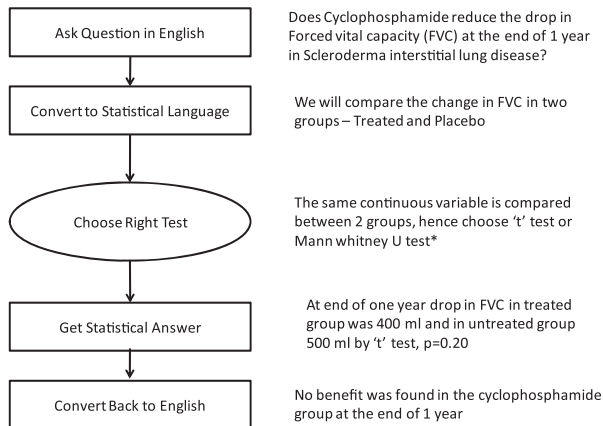 Ask Question in English
Does Cyclophosphamide reduce the drop in
Forced vital capacity (FVC) at the end of 1 year
in Scleroderma interstitial lung disease?
Convert to Statistical Language
We will compare the change in FVC in two
groups – Treated and Placebo
Choose Right Test
The same continuous variable is compared
between 2 groups, hence choose ‘t’ test or
Mann whitney U test*
Get Statistical Answer
At end of one year drop in FVC in treated
group was 400 ml and in untreated group
500 ml by ‘t’ test, p=0.20
Convert Back to English
No benefit was found in the cyclophosphamide
group at the end of 1 year